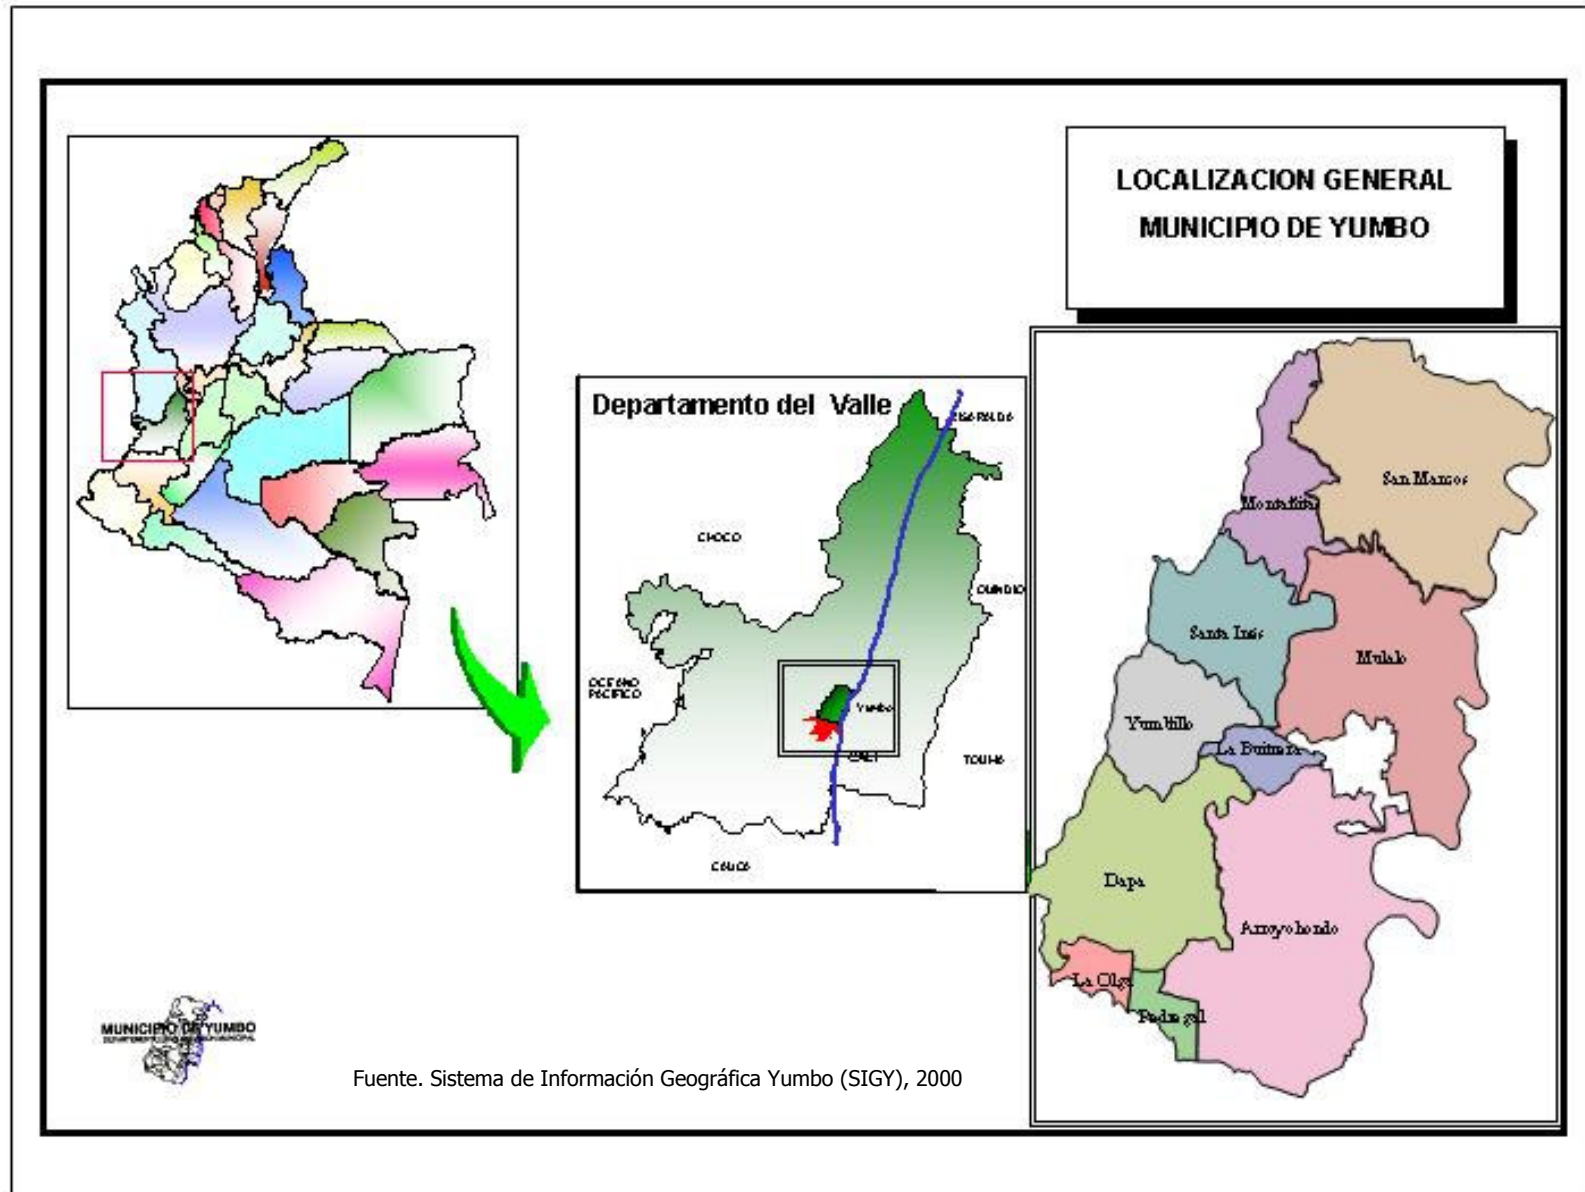 LOCALIZACION GENERAL
MUNICIPIO DE YUMBO
Departamento del Valle
CHOCO
QUINDIO
OCEANO
PACIFICO
Yumbo
CALI
TOLIMA
CAUCA
San Marcos
Montañita
Santa Inés
Mulalo
Yumbillo
La Buitrera
Dapa
Arroyohondo
La Olga
Pedregal
MUNICIPIO DE YUMBO
Fuente. Sistema de Información Geográfica Yumbo (SIGY), 2000